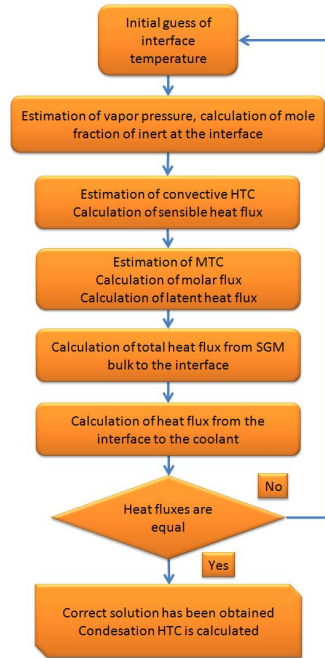 Initial guess of
interface
temperature
Estimation of vapor pressure, calculation of mole
fraction of inert at the interface
Estimation of convective HTC
Calculation of sensible heat flux
Estimation of MTC
Calculation of molar flux
Calculation of latent heat flux
Calculation of total heat flux from SGM
bulk to the interface
Calculation of heat flux from the
interface to the coolant
No
Heat fluxes are
equal
Yes
Correct solution has been obtained
Condesation HTC is calculated